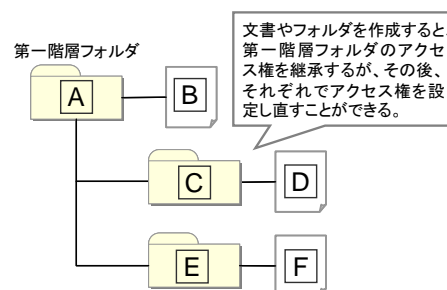 文書やフォルダを作成すると、
第一階層フォルダのアクセ
ス権を継承するが、その後、
それぞれでアクセス権を設
定し直すことができる。
第一階層フォルダ
A
B
C
D
E
F